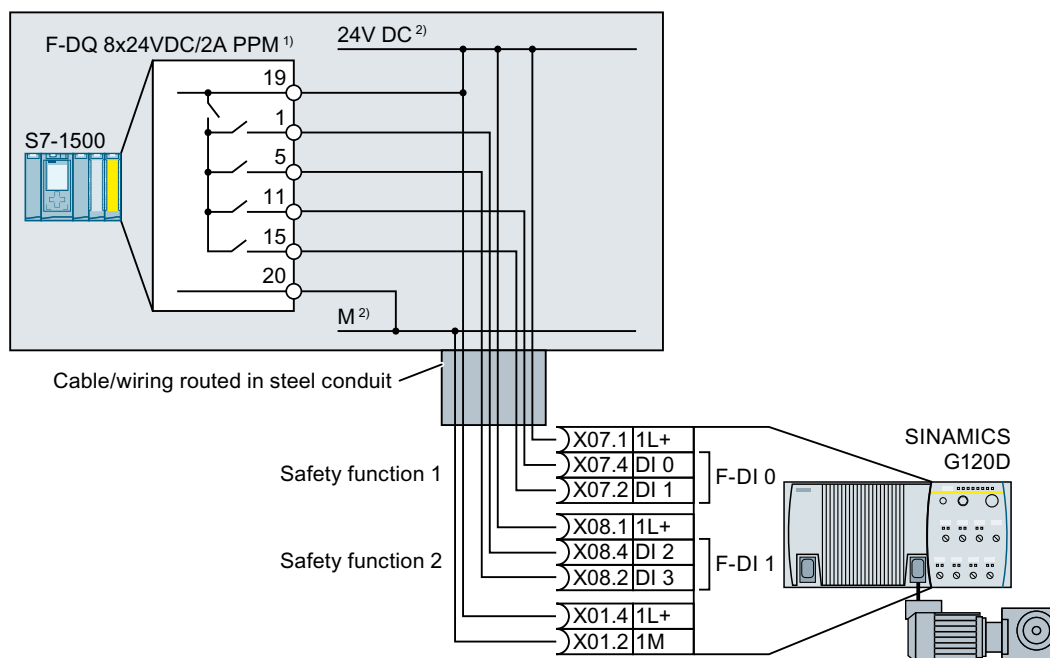 F-DQ 8x24VDC/2A PPM 1)
24V DC 2)
19
1
S7-1500
5
11
15
20
M 2)
Cable/wiring routed in steel conduit
X07.1 1L+
SINAMICS
G120D
Safety function 1
X07.4 DI 0
F-DI 0
X07.2 DI 1
X08.1 1L+
Safety function 2
X08.4 DI 2
F-DI 1
X08.2 DI 3
X01.4 1L+
X01.2 1M